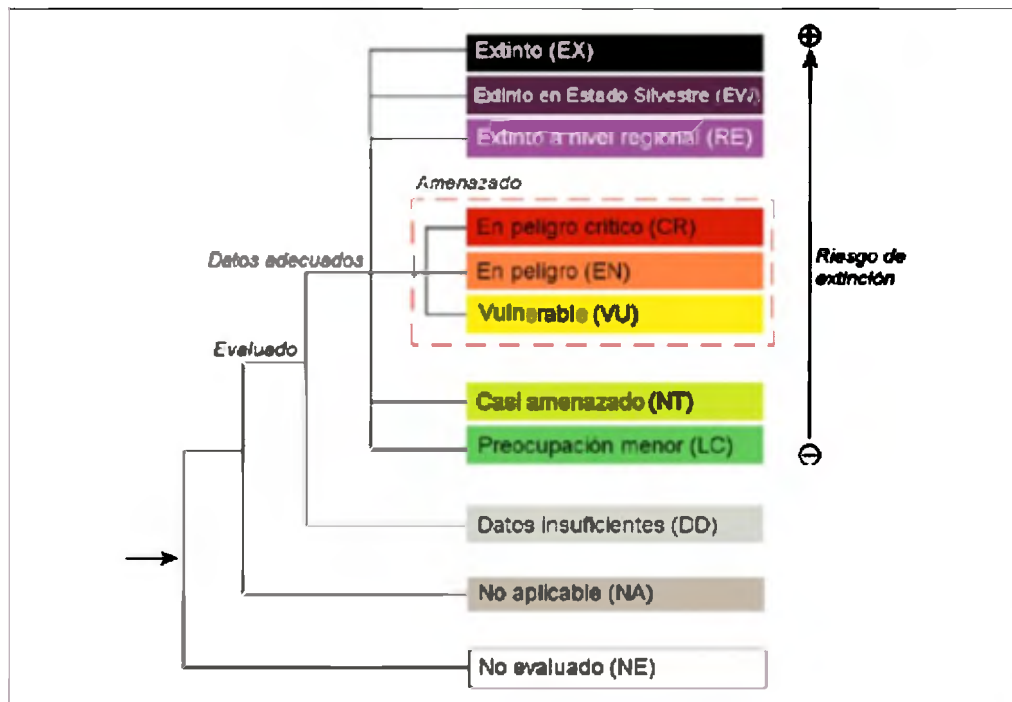 Extinto (EX)
Extinto en Estado Silvestre (EW)
Extinto a nivel regional (RE)
Amenazado
En peligro crítico (CR)
Datos adecuados
En peligro (EN)
Riesgo de
extinción
Vulnerable (VU)
Evaluado
Casi amenazado (NT)
Preocupación menor (LC)
Datos insuficientes (DD)
No aplicable (NA)
No evaluado (NE)